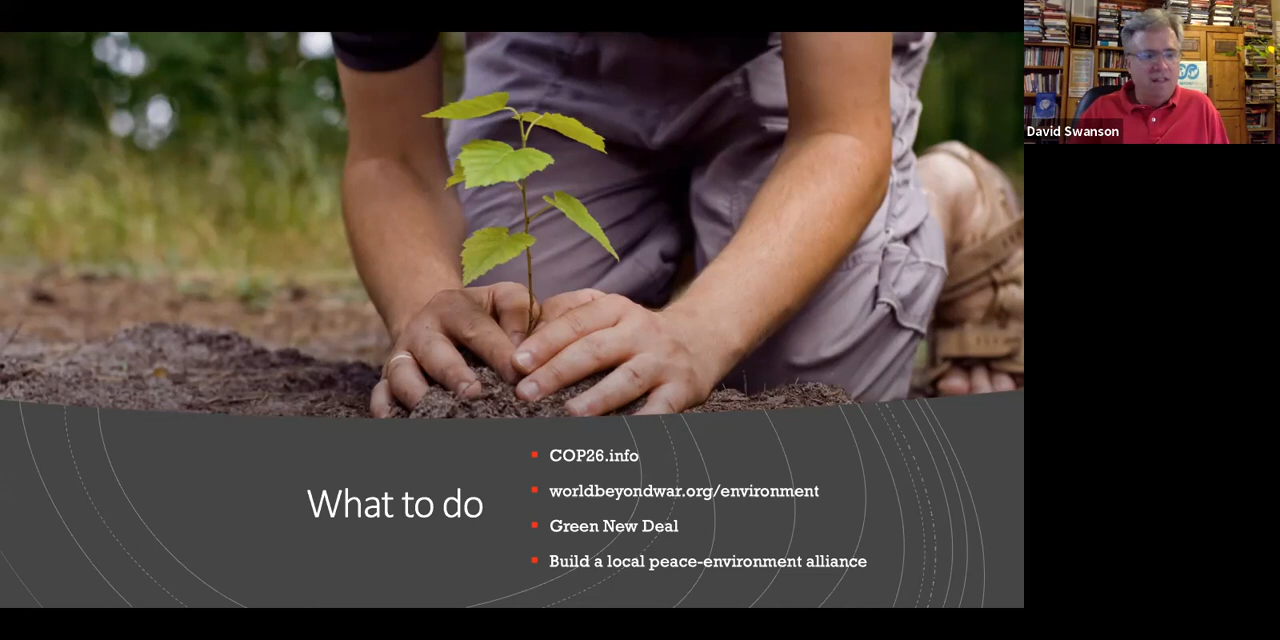 David Swanson
What to do
COP26.info
worldbeyondwar.org/environment
Green New Deal
Build a local peace-environment alliance